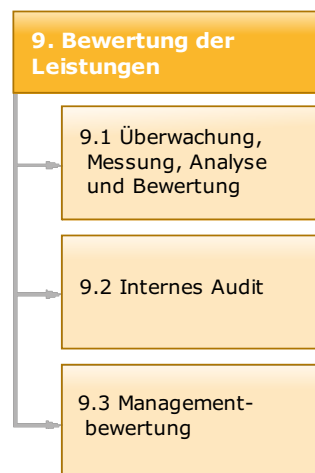 9. Bewertung der
Leistungen
9.1 Überwachung,
Messung, Analyse
und Bewertung
9.2 Internes Audit
9.3 Management-
bewertung